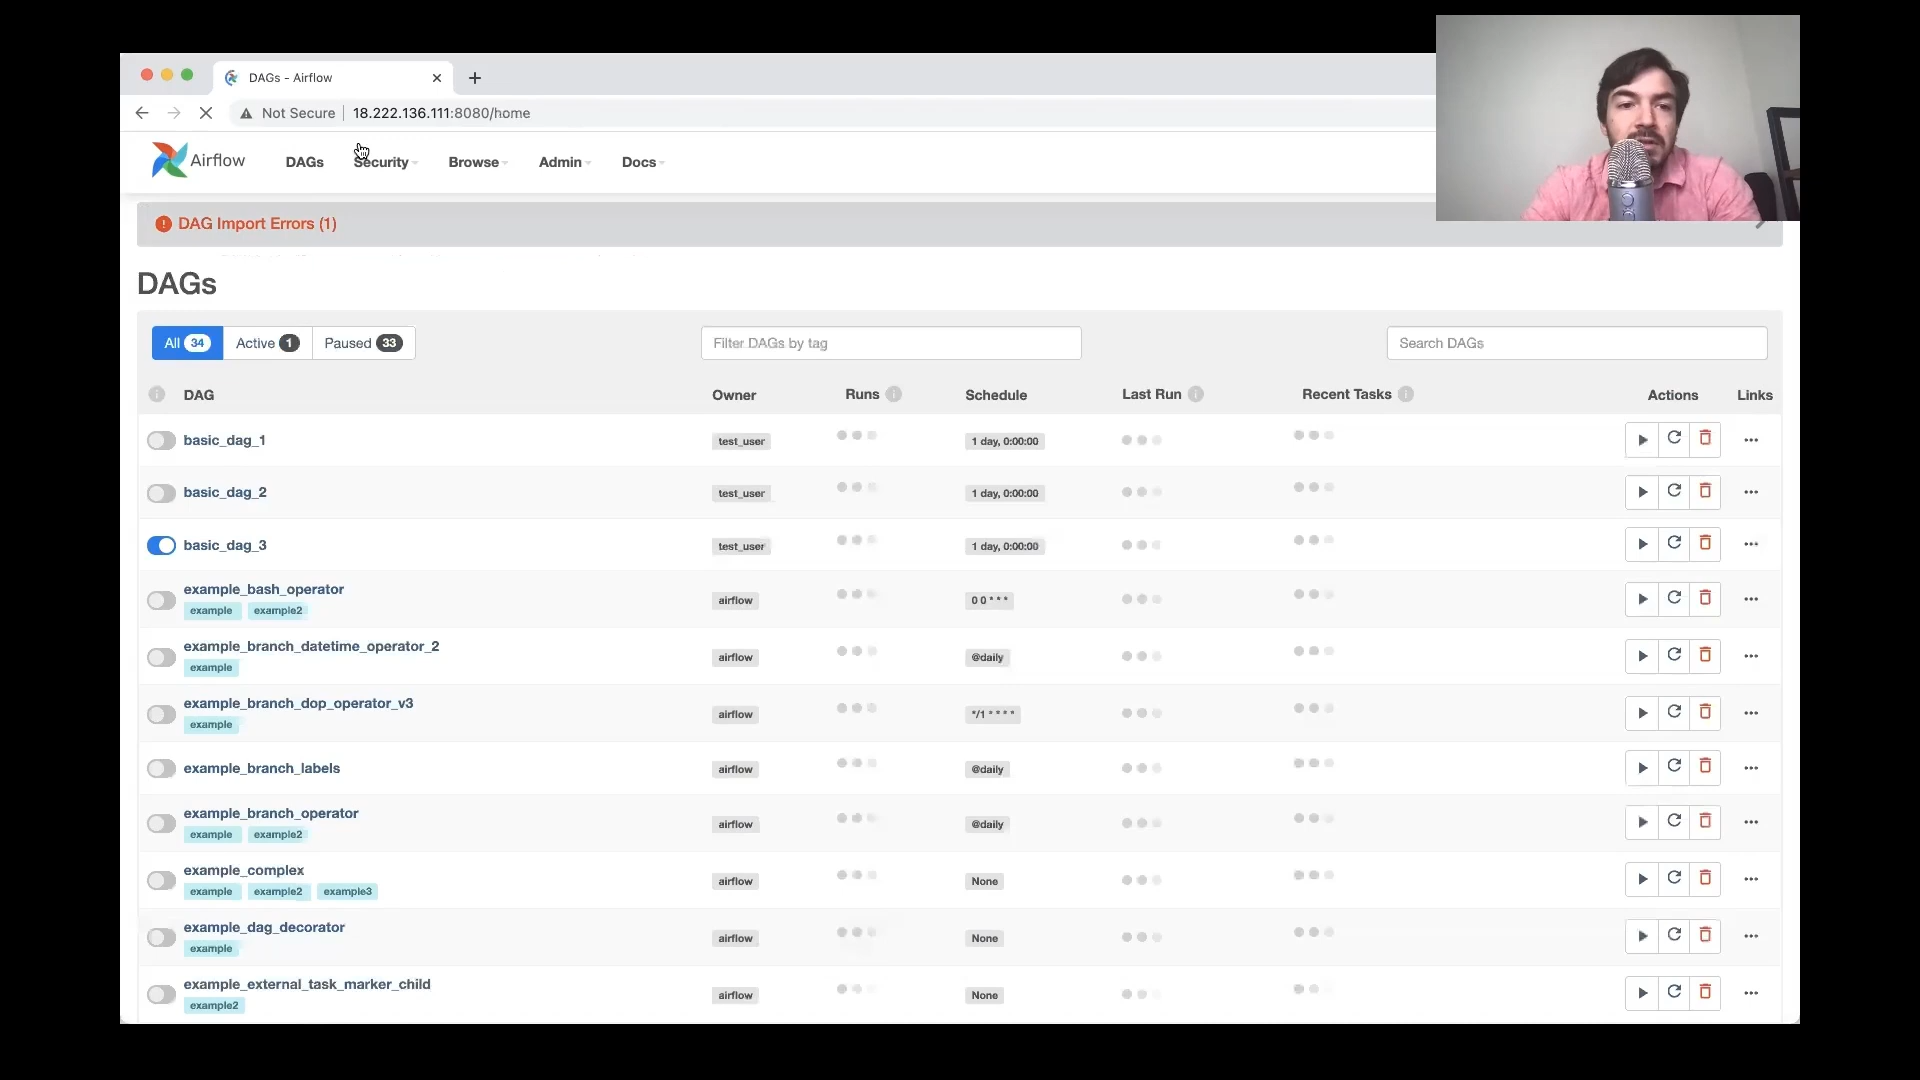 DAGs - Airflow
Not Secure 18.222.136.111:8080/home
Airflow DAGs Security Browse Admin Docs
DAG Import Errors (1)
DAGs
All 34 Active 1 Paused 33 Filter DAGs by tag Search DAGs
DAG Owner Runs Schedule Last Run Recent Tasks Actions Links
basic_dag_1 test_user 1 day, 0:00:00
basic_dag_2 test_user 1 day, 0:00:00
basic_dag_3 test_user 1 day, 0:00:00
example_bash_operator
example example2 airflow 0 0 * * *
example_branch_datetime_operator_2
example airflow @daily
example_branch_dop_operator_v3
example airflow */1 * * * *
example_branch_labels airflow @daily
example_branch_operator
example example2 airflow @daily
example_complex
example example2 example3 airflow None
example_dag_decorator
example airflow None
example_external_task_marker_child
example2 airflow None